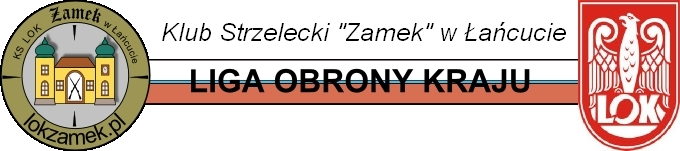 KS LOK Zamek w Łańcucie
lokzamek.pl
Klub Strzelecki "Zamek" w Łańcucie
LIGA OBRONY KRAJU
LOK